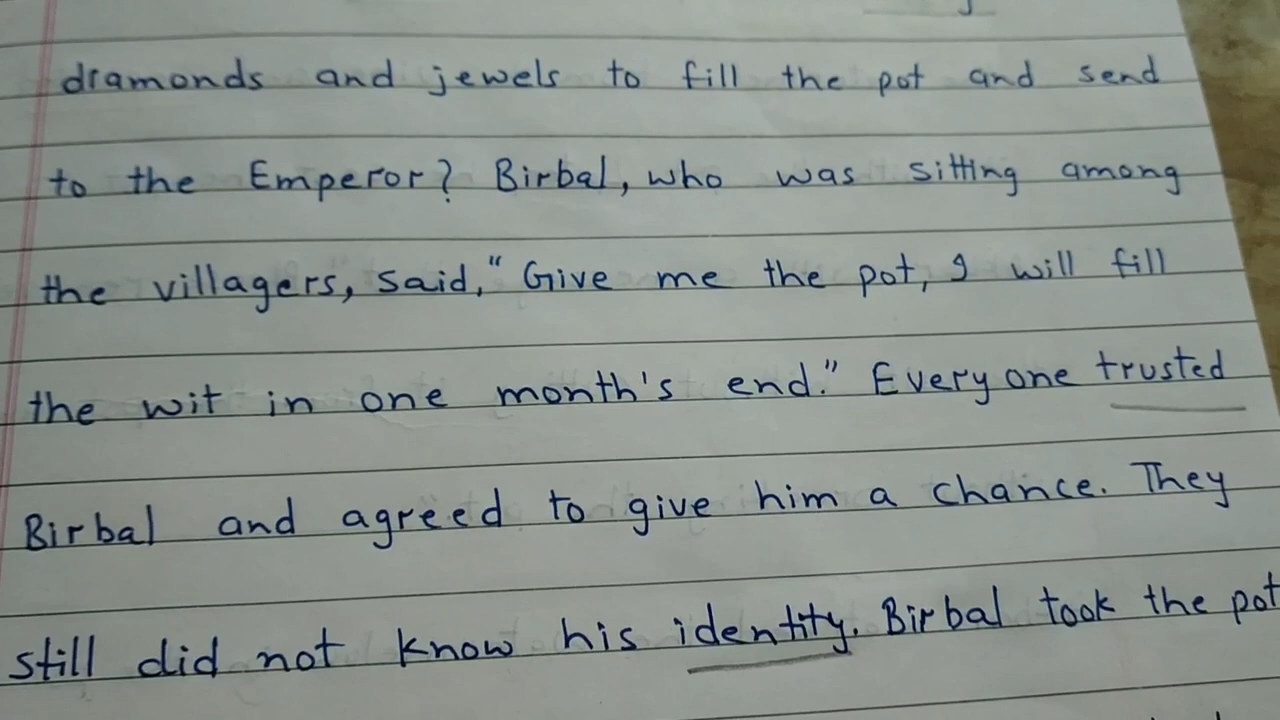 diamonds and jewels to fill the pot and send
to the Emperor? Birbal, who was sitting among
the villagers, said, "Give me the pot, I will fill
the wit in one month's end." Everyone trusted
Birbal and agreed to give him a chance. They
still did not know his identity. Birbal took the pot